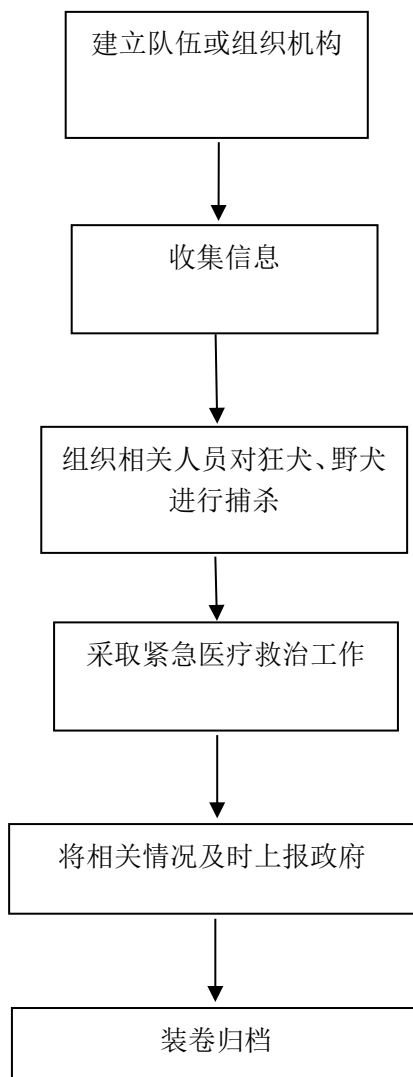 建立队伍或组织机构
收集信息
组织相关人员对狂犬、野犬
进行捕杀
采取紧急医疗救治工作
将相关情况及时上报政府
装卷归档